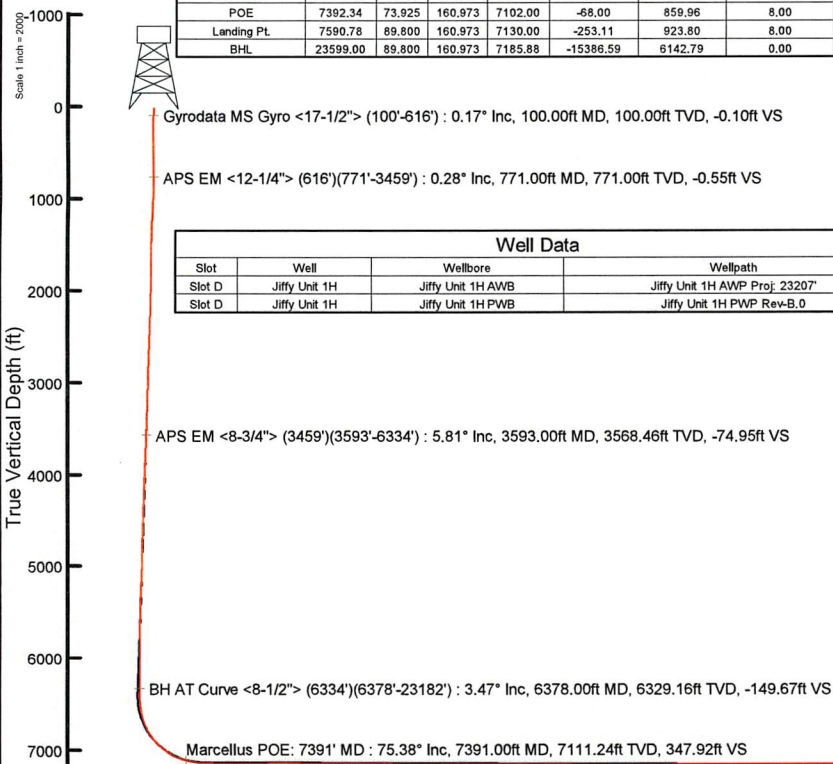 Scale 1 inch = 2000
POE 7392.34 73.925 160.973 7102.00 -68.00 859.96 8.00
Landing Pt. 7590.78 89.800 160.973 7130.00 -253.11 923.80 8.00
BHL 23599.00 89.800 160.973 7185.88 -15386.59 6142.79 0.00
-1000
0
Gyrodata MS Gyro <17-1/2"> (100'-616') : 0.17° Inc, 100.00ft MD, 100.00ft TVD, -0.10ft VS
APS EM <12-1/4"> (616')(771'-3459') : 0.28° Inc, 771.00ft MD, 771.00ft TVD, -0.55ft VS
1000
Well Data
Slot Well Wellbore Wellpath
Slot D Jiffy Unit 1H Jiffy Unit 1H AWB Jiffy Unit 1H AWP Proj: 23207'
Slot D Jiffy Unit 1H Jiffy Unit 1H PWB Jiffy Unit 1H PWP Rev-B.0
2000
True Vertical Depth (ft)
3000
APS EM <8-3/4"> (3459')(3593'-6334') : 5.81° Inc, 3593.00ft MD, 3568.46ft TVD, -74.95ft VS
4000
5000
6000
BH AT Curve <8-1/2"> (6334')(6378'-23182') : 3.47° Inc, 6378.00ft MD, 6329.16ft TVD, -149.67ft VS
7000
Marcellus POE: 7391' MD : 75.38° Inc, 7391.00ft MD, 7111.24ft TVD, 347.92ft VS